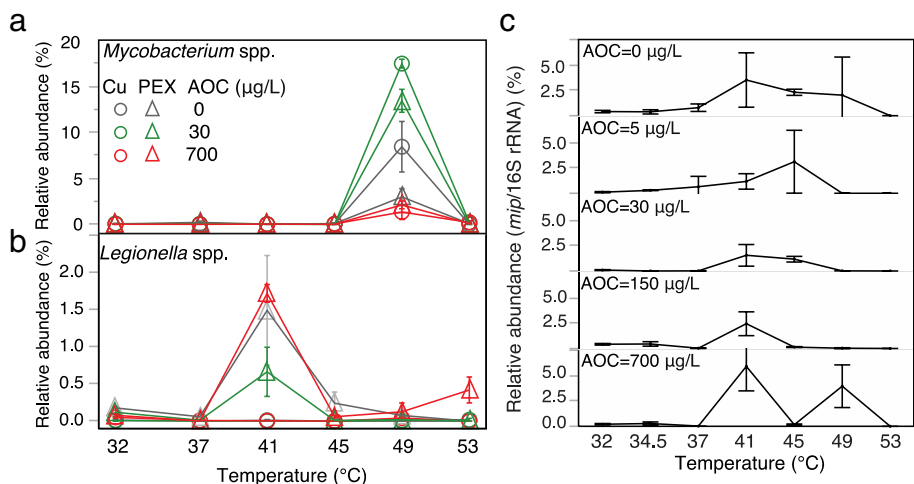 a
Relative abundance (%)
20
15
10
5
0
Mycobacterium spp.
Cu PEX AOC (µg/L)
0
30
700
b
Relative abundance (%)
2.0
1.5
1.0
0.5
0.0
Legionella spp.
32 37 41 45 49 53
Temperature (°C)
c
Relative abundance (mip/16S rRNA) (%)
AOC=0 µg/L
5.0
2.5
AOC=5 µg/L
5.0
2.5
AOC=30 µg/L
5.0
2.5
AOC=150 µg/L
5.0
2.5
AOC=700 µg/L
5.0
2.5
0.0
32 34.5 37 41 45 49 53
Temperature (°C)